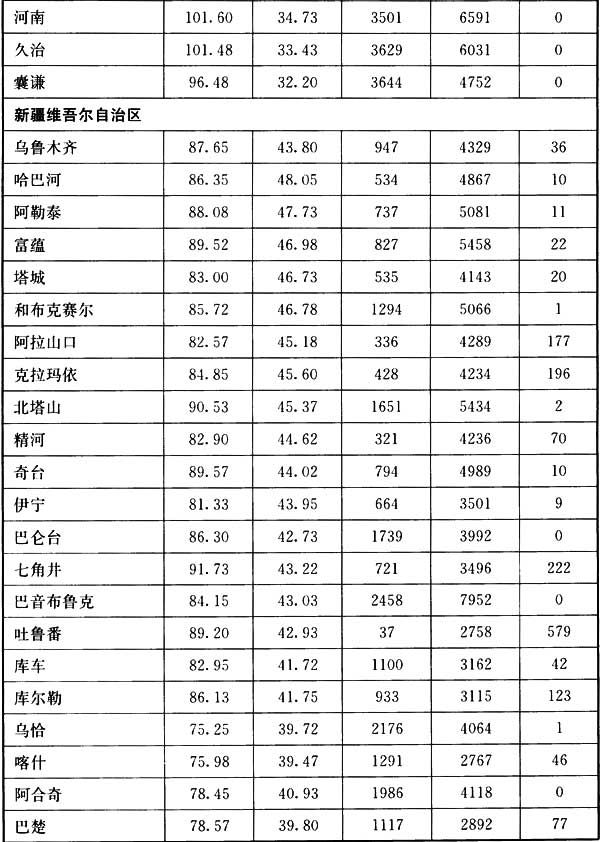 河南 101.60 34.73 3501 6591 0
久治 101.48 33.43 3629 6031 0
囊谦 96.48 32.20 3644 4752 0
新疆维吾尔自治区
乌鲁木齐 87.65 43.80 947 4329 36
哈巴河 86.35 48.05 534 4867 10
阿勒泰 88.08 47.73 737 5081 11
富蕴 89.52 46.98 827 5458 22
塔城 83.00 46.73 535 4143 20
和布克赛尔 85.72 46.78 1294 5066 1
阿拉山口 82.57 45.18 336 4289 177
克拉玛依 84.85 45.60 428 4234 196
北塔山 90.53 45.37 1651 5434 2
精河 82.90 44.62 321 4236 70
奇台 89.57 44.02 794 4989 10
伊宁 81.33 43.95 664 3501 9
巴仑台 86.30 42.73 1739 3992 0
七角井 91.73 43.22 721 3496 222
巴音布鲁克 84.15 43.03 2458 7952 0
吐鲁番 89.20 42.93 37 2758 579
库车 82.95 41.72 1100 3162 42
库尔勒 86.13 41.75 933 3115 123
乌恰 75.25 39.72 2176 4064 1
喀什 75.98 39.47 1291 2767 46
阿合奇 78.45 40.93 1986 4118 0
巴楚 78.57 39.80 1117 2892 77